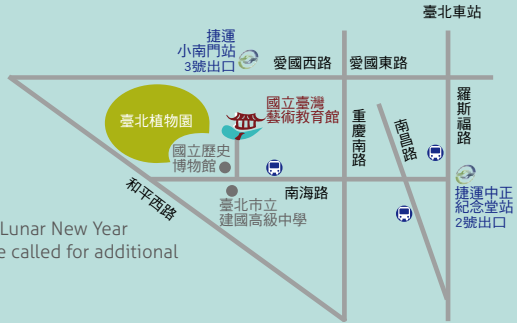 臺北車站
捷運
小南門站
3號出口
愛國西路
愛國東路
國立臺灣
藝術教育館
臺北植物園
重慶南路
南昌路
羅斯福路
國立歷史
博物館
和平西路
南海路
捷運中正
紀念堂站
2號出口
臺北市立
建國高級中學
Lunar New Year
e called for additional